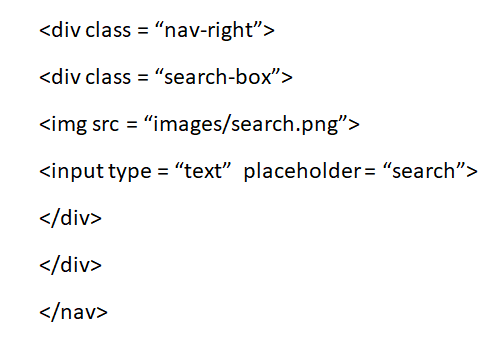 <div class = “nav-right”>
<div class = “search-box”>
<img src = “images/search.png”>
<input type = “text”  placeholder = “search”>
</div>
</div>
</nav>